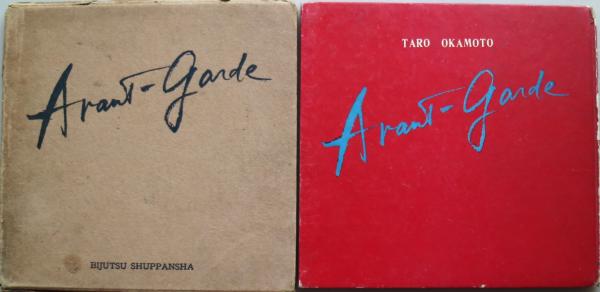 Avant-Garde
BIJUTSU SHUPPANSHA
TARO OKAMOTO
Avant-Garde